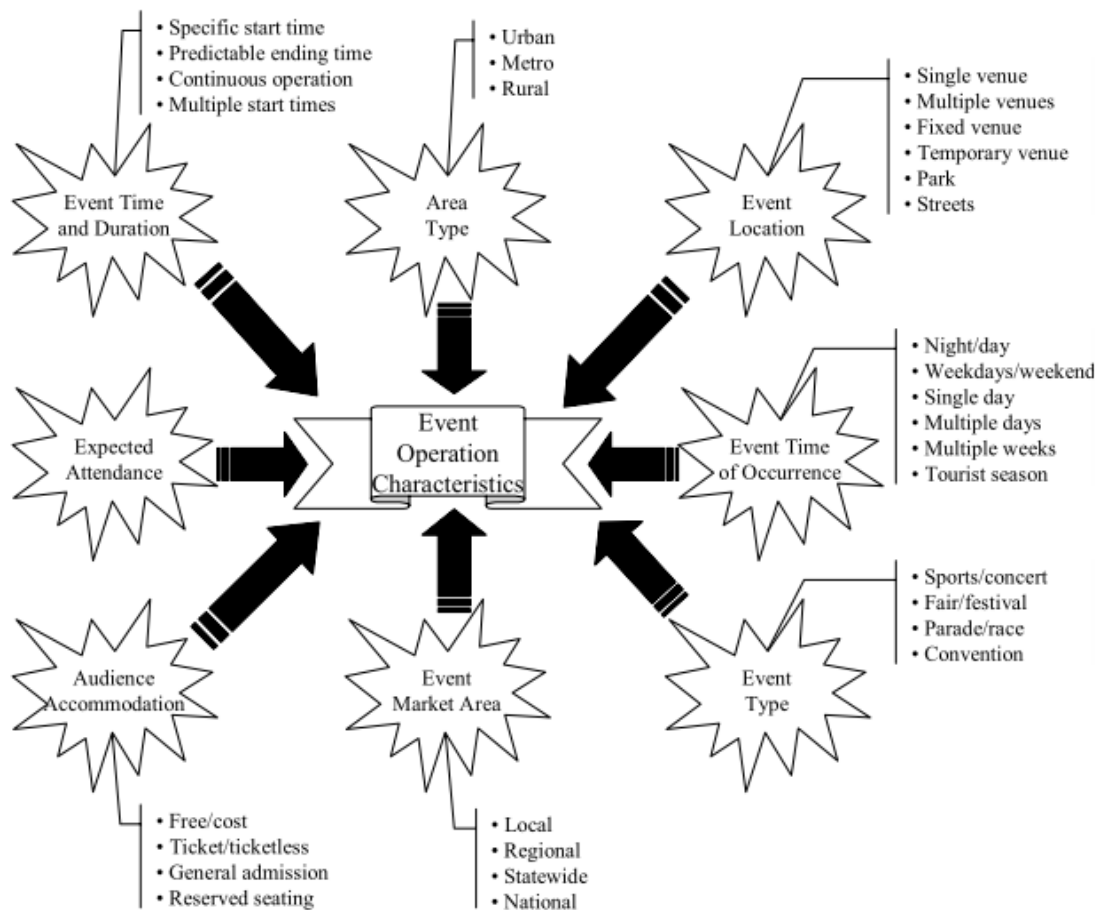 • Specific start time
• Predictable ending time
• Continuous operation
• Multiple start times
Event Time
and Duration
• Urban
• Metro
• Rural
Area
Type
• Single venue
• Multiple venues
• Fixed venue
• Temporary venue
• Park
• Streets
Event
Location
Expected
Attendance
Event
Operation
Characteristics
• Night/day
• Weekdays/weekend
• Single day
• Multiple days
• Multiple weeks
• Tourist season
Event Time
of Occurrence
Audience
Accommodation
• Free/cost
• Ticket/ticketless
• General admission
• Reserved seating
Event
Market Area
• Local
• Regional
• Statewide
• National
• Sports/concert
• Fair/festival
• Parade/race
• Convention
Event
Type